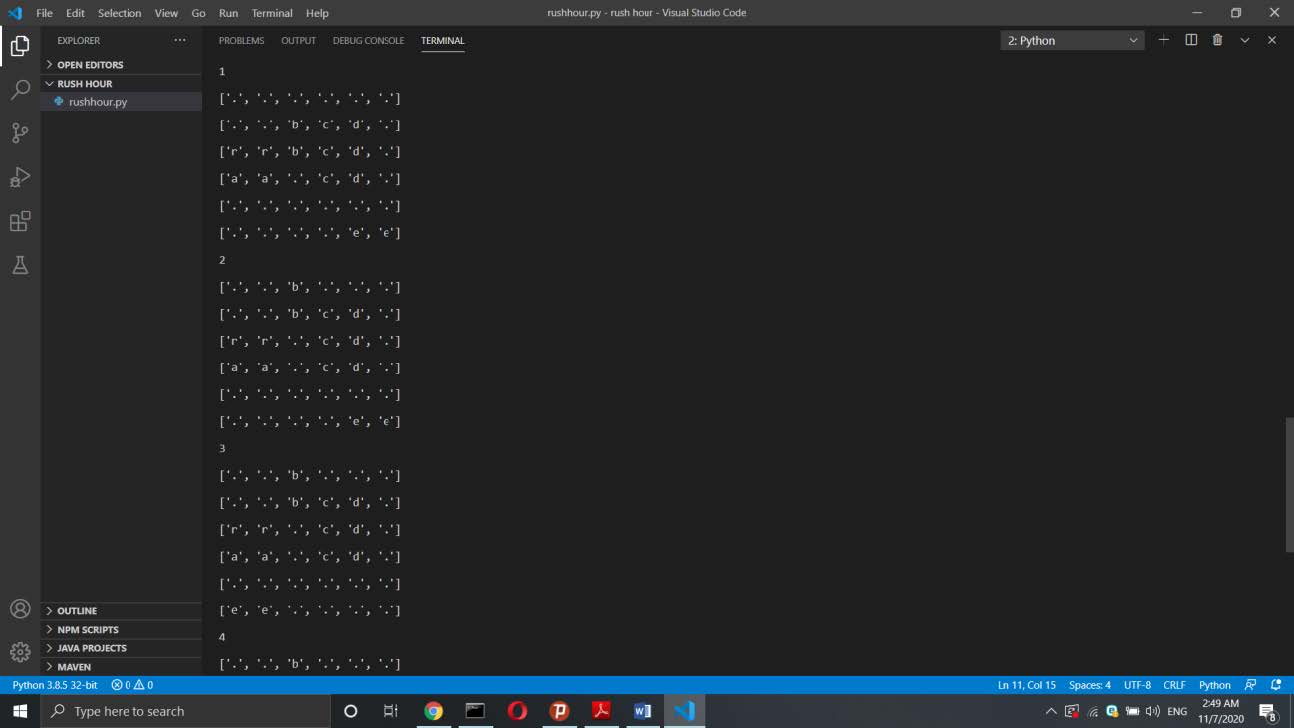 File Edit Selection View Go Run Terminal Help
rushhour.py - rush hour - Visual Studio Code
EXPLORER
PROBLEMS OUTPUT DEBUG CONSOLE TERMINAL
2: Python
OPEN EDITORS
RUSH HOUR
rushhour.py
1
['.', '.', '.', '.', '.', '.']
['.', '.', 'b', 'c', 'd', '.']
['r', 'r', 'b', 'c', 'd', '.']
['a', 'a', '.', 'c', 'd', '.']
['.', '.', '.', '.', '.', '.']
['.', '.', '.', '.', 'e', 'e']
2
['.', '.', 'b', '.', '.', '.']
['.', '.', 'b', 'c', 'd', '.']
['r', 'r', '.', 'c', 'd', '.']
['a', 'a', '.', 'c', 'd', '.']
['.', '.', '.', '.', '.', '.']
['.', '.', '.', '.', 'e', 'e']
3
['.', '.', 'b', '.', '.', '.']
['.', '.', 'b', 'c', 'd', '.']
['r', 'r', '.', 'c', 'd', '.']
['a', 'a', '.', 'c', 'd', '.']
['.', '.', '.', '.', '.', '.']
['e', 'e', '.', '.', '.', '.']
4
['.', '.', 'b', '.', '.', '.']
OUTLINE
NPM SCRIPTS
JAVA PROJECTS
MAVEN
Python 3.8.5 32-bit 0 0
Ln 11, Col 15 Spaces: 4 UTF-8 CRLF Python
Type here to search
ENG
2:49 AM
11/7/2020
8